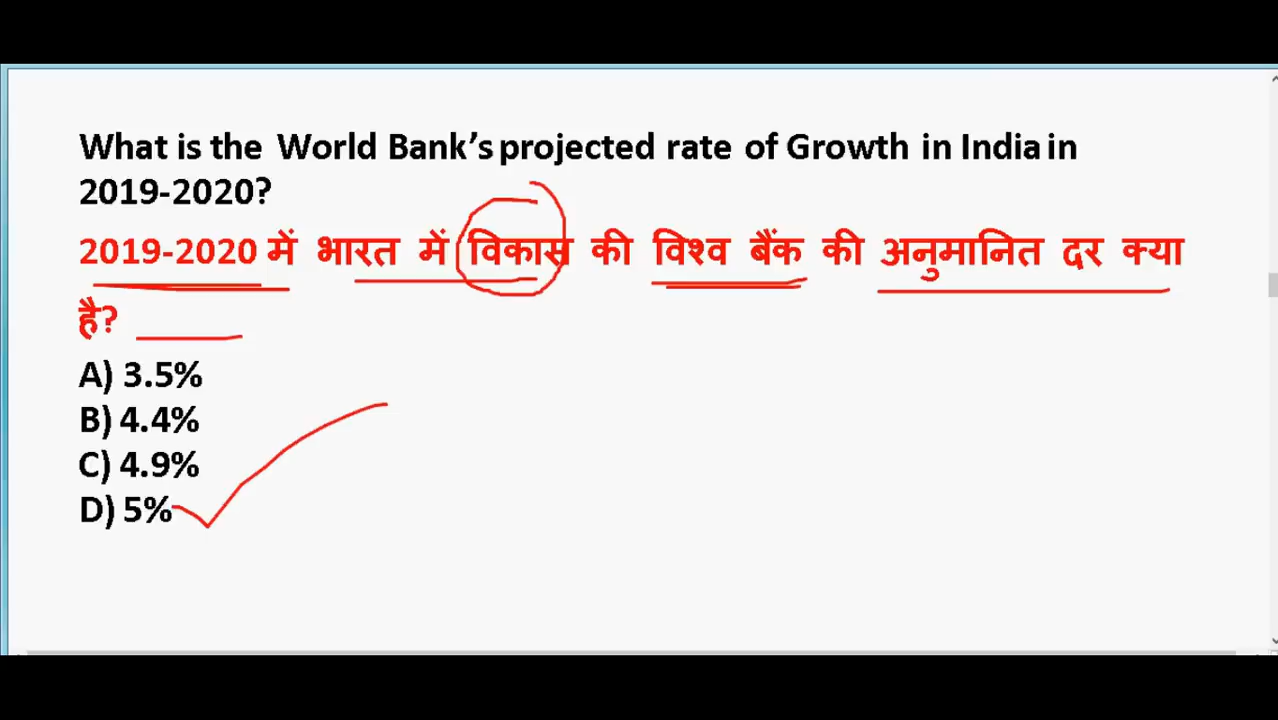 What is the World Bank's projected rate of Growth in India in
2019-2020?
2019-2020 में भारत में विकास की विश्व बैंक की अनुमानित दर क्या
है?
A) 3.5%
B) 4.4%
C) 4.9%
D) 5%